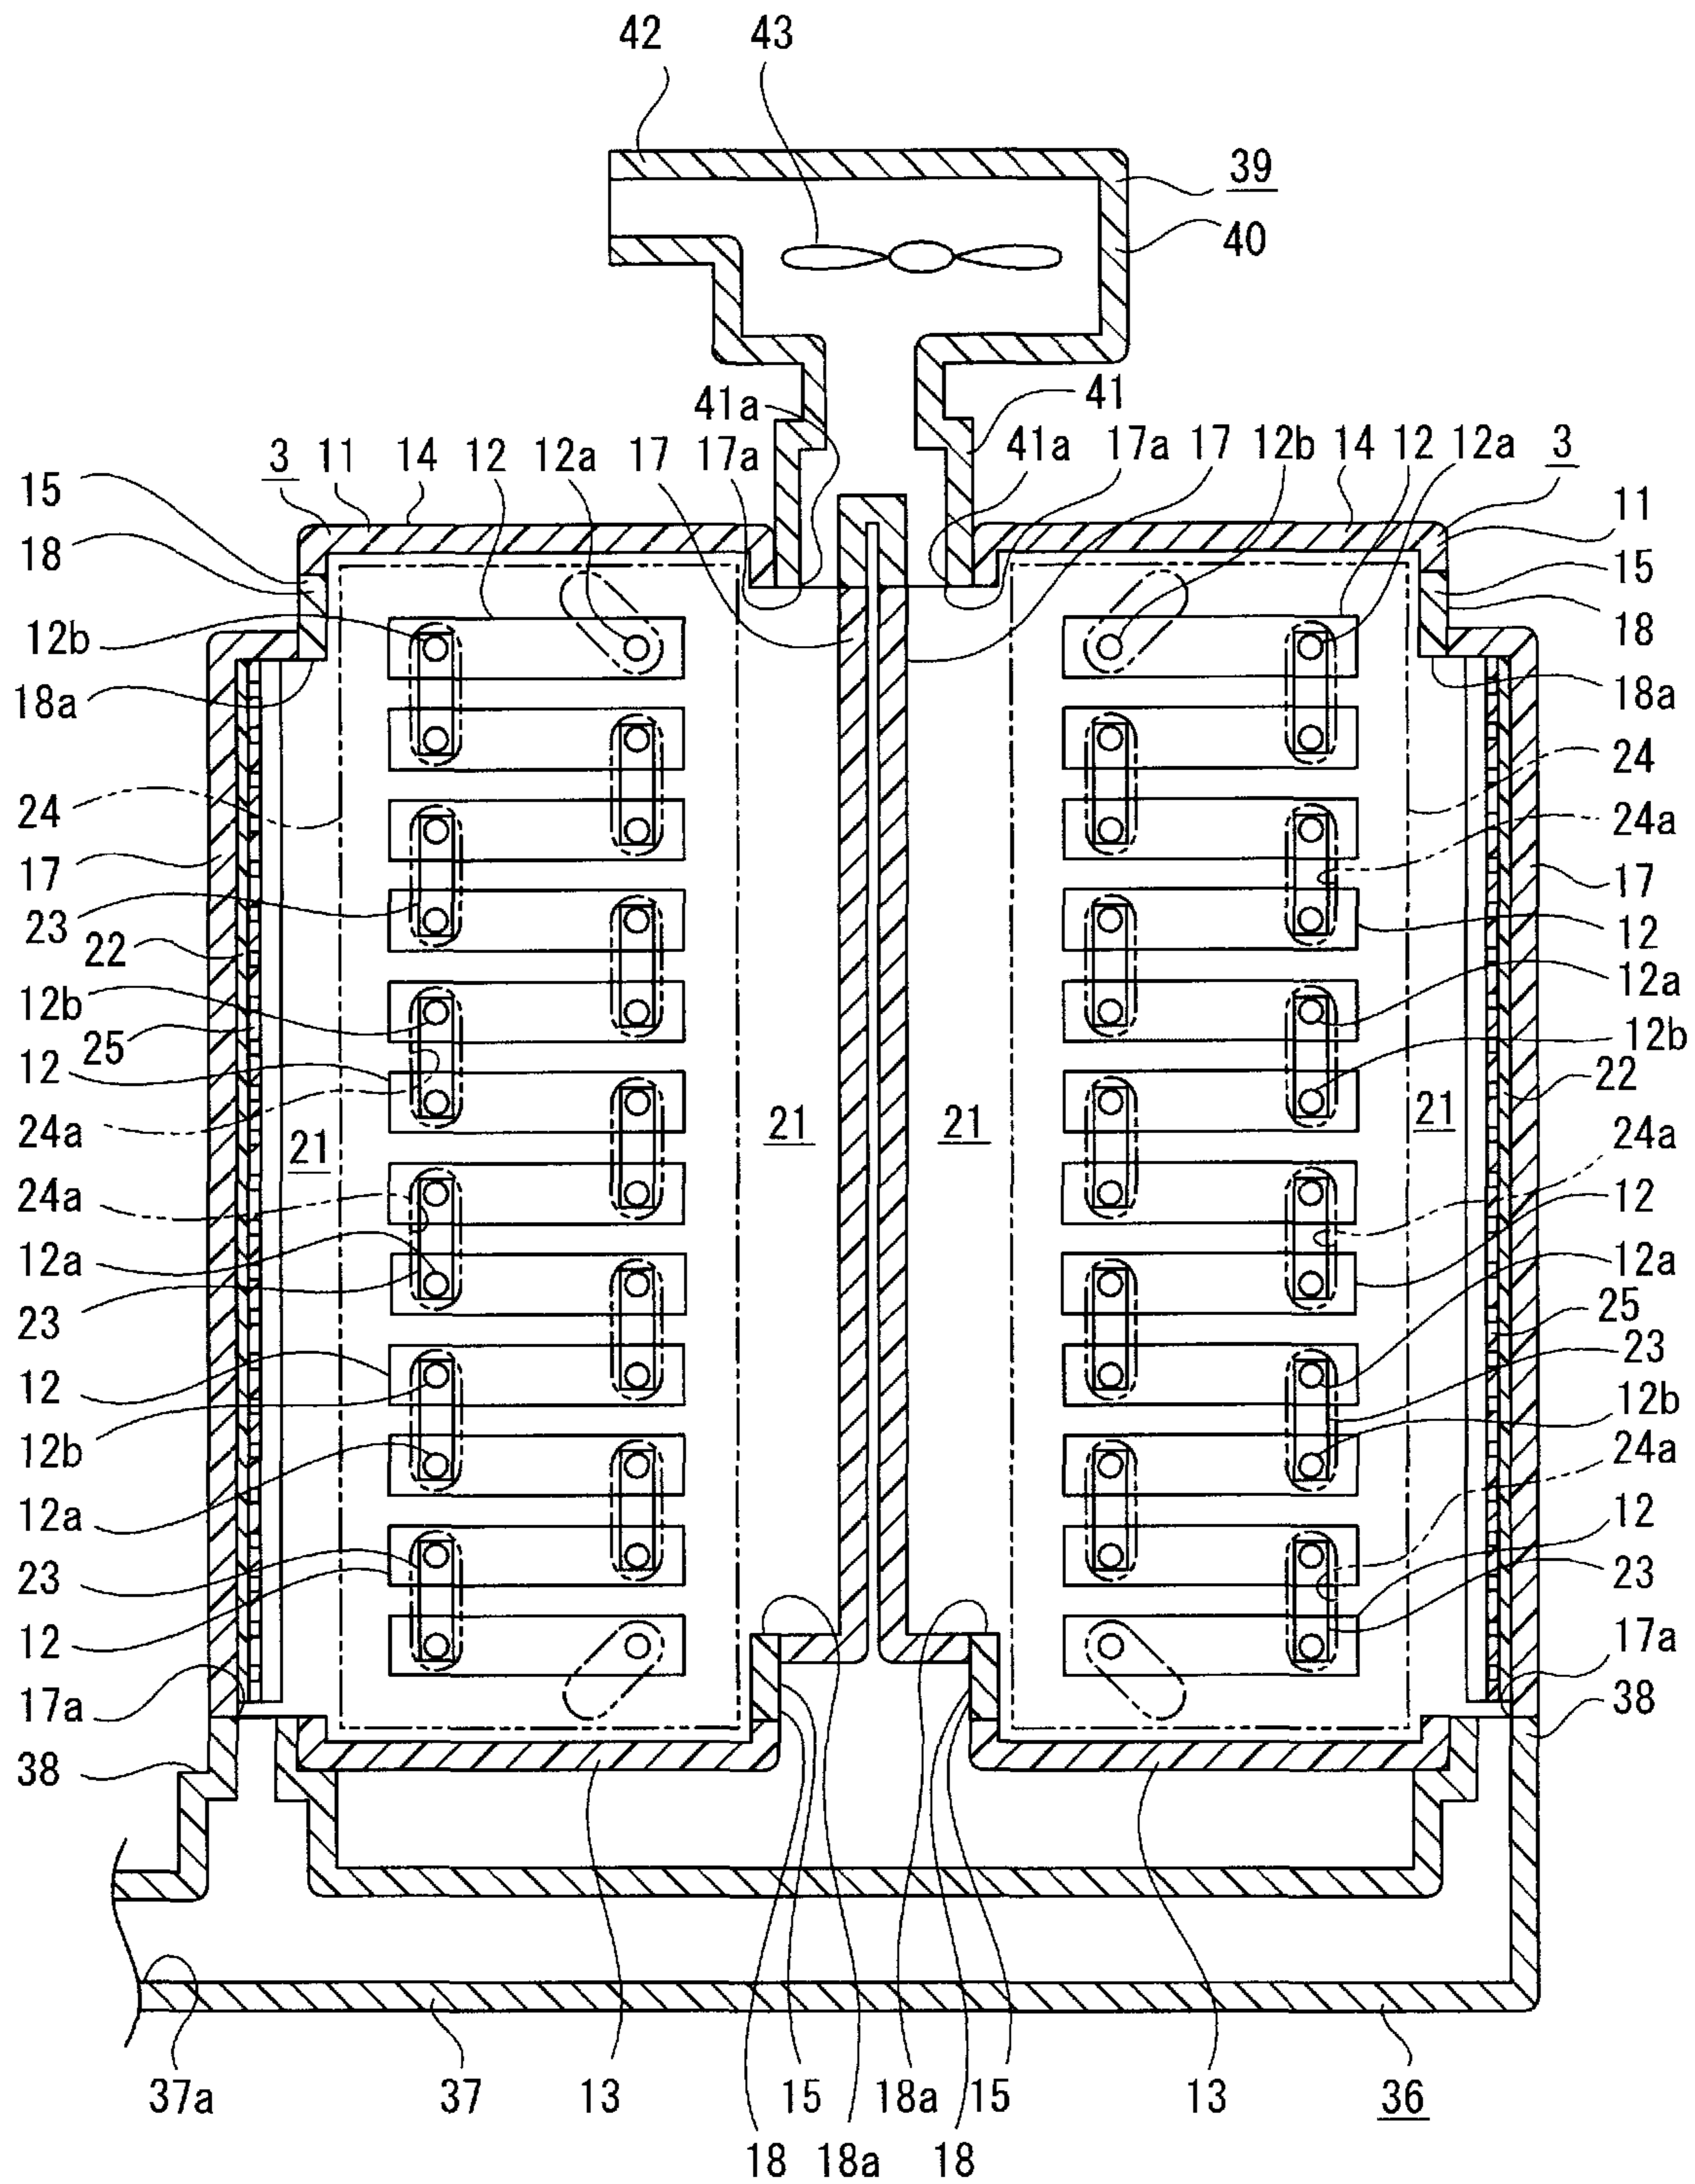 42 43
39
40
41a 41
3 11 14 12 12a 17 17a 41a 17a 17 12b 14 12 12a 3
15 11
18 15
12b 18
18a 18a
24 24
17 24a
23 17
22 12
12b 12a
25 12b
12 22
24a 21 21 21 21 24a
24a 12
12a 12a
23 25
12 23
12b 12b
12a 24a
23 12
12 23
17a 17a
38 38
37a 37 13 15 18a 15 13 36
18 18a 18